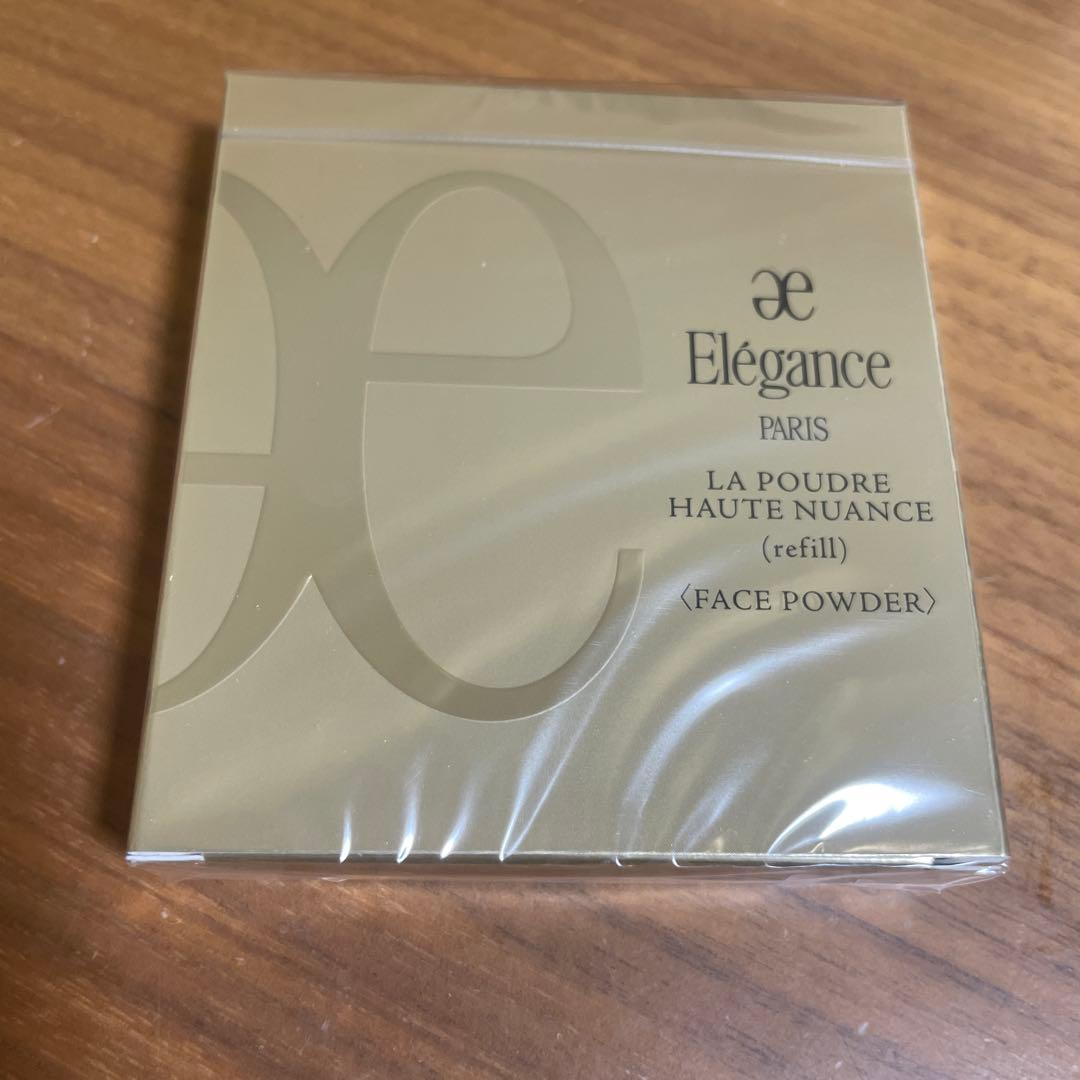 æ
Elégance
PARIS
LA POUDRE
HAUTE NUANCE
(refill)
〈FACE POWDER〉